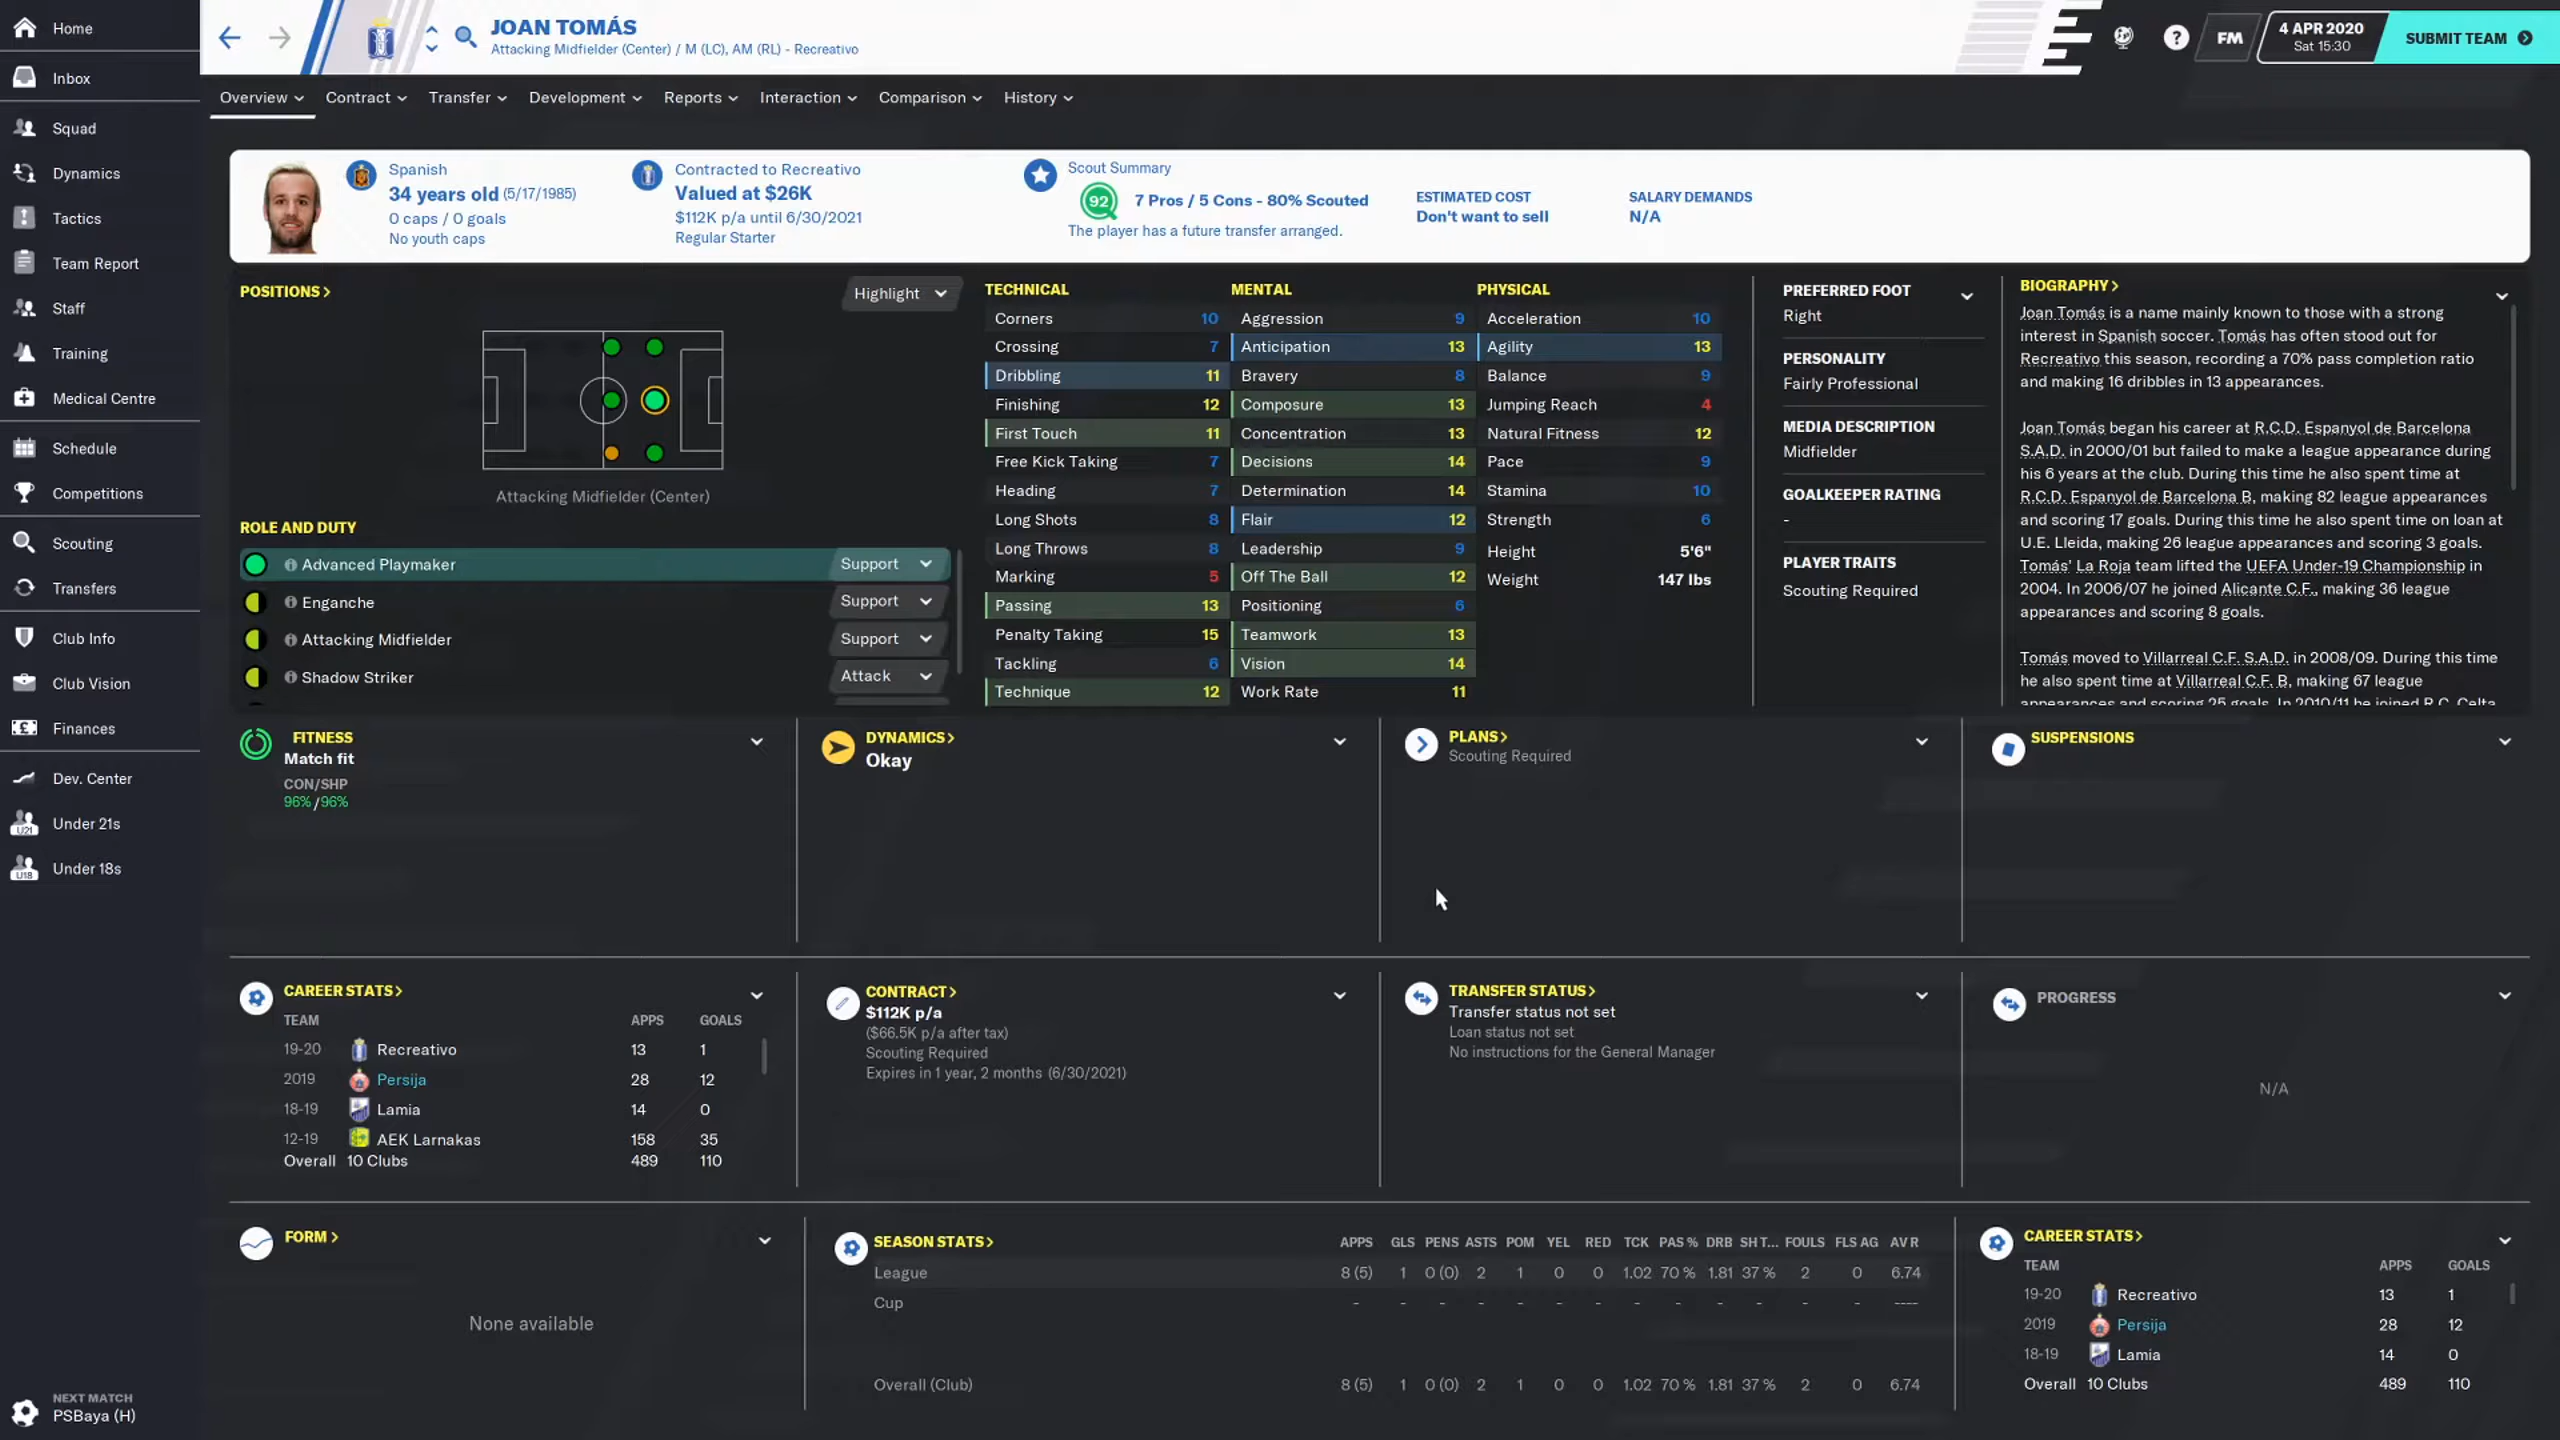 Home
Inbox
Squad
Dynamics
Tactics
Team Report
Staff
Training
Medical Centre
Schedule
Competitions
Scouting
Transfers
Club Info
Club Vision
Finances
Dev. Center
Under 21s
Under 18s
NEXT MATCH
PSBaya (H)
JOAN TOMÁS
Attacking Midfielder (Center) / M (LC), AM (RL) - Recreativo
FM
4 APR 2020
Sat 15:30
SUBMIT TEAM
Overview Contract Transfer Development Reports Interaction Comparison History
Spanish
34 years old (5/17/1985)
0 caps / 0 goals
No youth caps
Contracted to Recreativo
Valued at $26K
$112K p/a until 6/30/2021
Regular Starter
Scout Summary
92 7 Pros / 5 Cons - 80% Scouted
The player has a future transfer arranged.
ESTIMATED COST
Don't want to sell
SALARY DEMANDS
N/A
POSITIONS >
Highlight
Attacking Midfielder (Center)
ROLE AND DUTY
Advanced Playmaker Support
Enganche Support
Attacking Midfielder Support
Shadow Striker Attack
TECHNICAL
Corners 10
Crossing 7
Dribbling 11
Finishing 12
First Touch 11
Free Kick Taking 7
Heading 7
Long Shots 8
Long Throws 8
Marking 5
Passing 13
Penalty Taking 15
Tackling 6
Technique 12
MENTAL
Aggression 9
Anticipation 13
Bravery 8
Composure 13
Concentration 13
Decisions 14
Determination 14
Flair 12
Leadership 9
Off The Ball 12
Positioning 6
Teamwork 13
Vision 14
Work Rate 11
PHYSICAL
Acceleration 10
Agility 13
Balance 9
Jumping Reach 4
Natural Fitness 12
Pace 9
Stamina 10
Strength 6
Height 5'6"
Weight 147 lbs
PREFERRED FOOT
Right
PERSONALITY
Fairly Professional
MEDIA DESCRIPTION
Midfielder
GOALKEEPER RATING
-
PLAYER TRAITS
Scouting Required
BIOGRAPHY >
Joan Tomás is a name mainly known to those with a strong
interest in Spanish soccer. Tomás has often stood out for
Recreativo this season, recording a 70% pass completion ratio
and making 16 dribbles in 13 appearances.
Joan Tomás began his career at R.C.D. Espanyol de Barcelona
S.A.D. in 2000/01 but failed to make a league appearance during
his 6 years at the club. During this time he also spent time at
R.C.D. Espanyol de Barcelona B, making 82 league appearances
and scoring 17 goals. During this time he also spent time on loan at
U.E. Lleida, making 26 league appearances and scoring 3 goals.
Tomás' La Roja team lifted the UEFA Under-19 Championship in
2004. In 2006/07 he joined Alicante C.F., making 36 league
appearances and scoring 8 goals.
Tomás moved to Villarreal C.F. S.A.D. in 2008/09. During this time
he also spent time at Villarreal C.F. B, making 67 league
appearances and scoring 25 goals. In 2010/11 he joined R.C. Celta
FITNESS
Match fit
CON/SHP
96% / 96%
DYNAMICS >
Okay
PLANS >
Scouting Required
SUSPENSIONS
CAREER STATS >
TEAM APPS GOALS
19-20 Recreativo 13 1
2019 Persija 28 12
18-19 Lamia 14 0
12-19 AEK Larnakas 158 35
Overall 10 Clubs 489 110
CONTRACT >
$112K p/a
($66.5K p/a after tax)
Scouting Required
Expires in 1 year, 2 months (6/30/2021)
TRANSFER STATUS >
Transfer status not set
Loan status not set
No instructions for the General Manager
PROGRESS
N/A
FORM >
None available
SEASON STATS > APPS GLS PENS ASTS POM YEL RED TCK PAS % DRB SH T... FOULS FLS AG AV R
League 8 (5) 1 0 (0) 2 1 0 0 1.02 70 % 1.81 37 % 2 0 6.74
Cup - - - - - - - - - - - - - ----
Overall (Club) 8 (5) 1 0 (0) 2 1 0 0 1.02 70 % 1.81 37 % 2 0 6.74
CAREER STATS >
TEAM APPS GOALS
19-20 Recreativo 13 1
2019 Persija 28 12
18-19 Lamia 14 0
Overall 10 Clubs 489 110